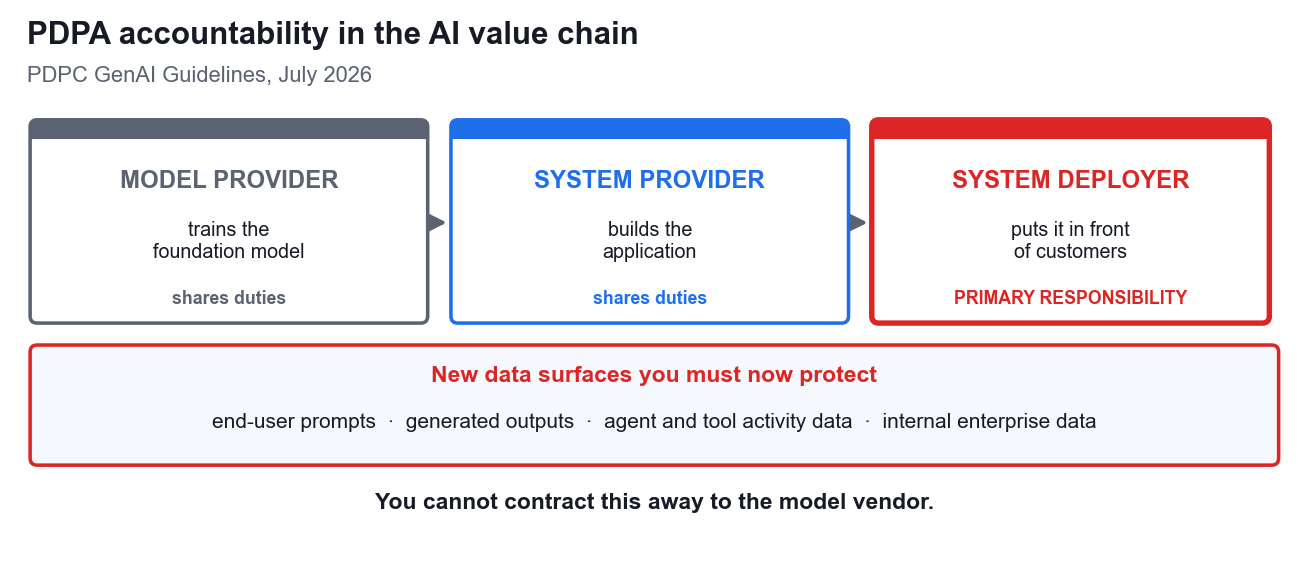 PDPA accountability in the AI value chain
PDPC GenAI Guidelines, July 2026
MODEL PROVIDER
trains the
foundation model
shares duties
SYSTEM PROVIDER
builds the
application
shares duties
SYSTEM DEPLOYER
puts it in front
of customers
PRIMARY RESPONSIBILITY
New data surfaces you must now protect
end-user prompts · generated outputs · agent and tool activity data · internal enterprise data
You cannot contract this away to the model vendor.